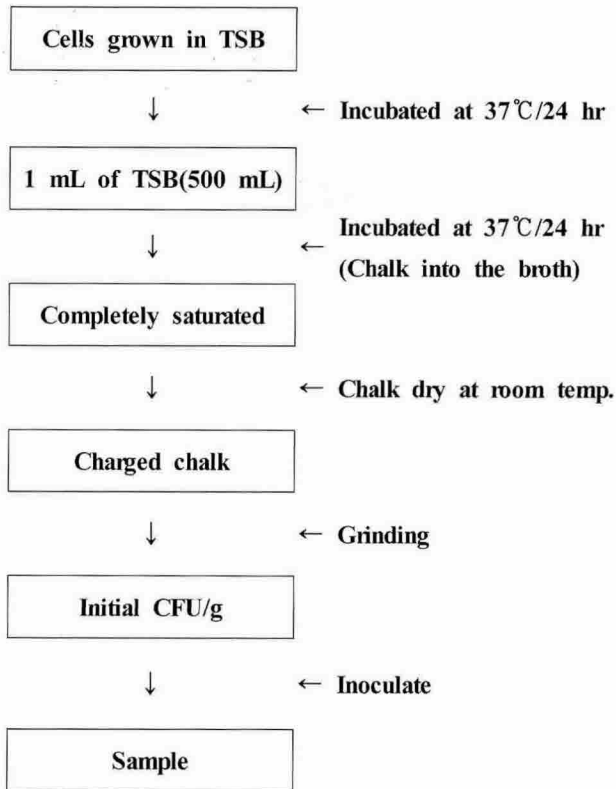 Cells grown in TSB
↓ ← Incubated at 37℃/24 hr
1 mL of TSB(500 mL)
↓ ← Incubated at 37℃/24 hr
(Chalk into the broth)
Completely saturated
↓ ← Chalk dry at room temp.
Charged chalk
↓ ← Grinding
Initial CFU/g
↓ ← Inoculate
Sample